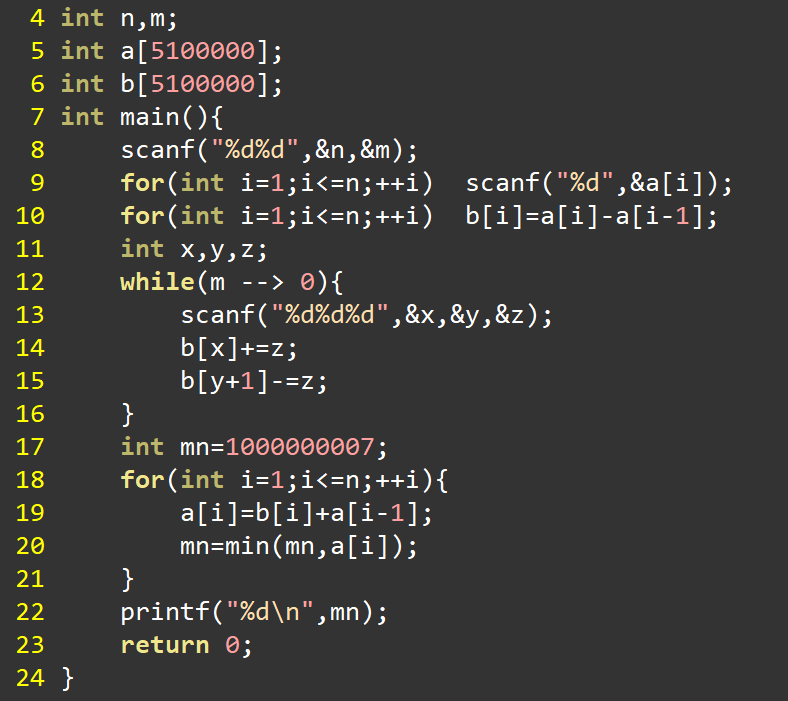 4 int n,m;
5 int a[5100000];
6 int b[5100000];
7 int main(){
8     scanf("%d%d",&n,&m);
9     for(int i=1;i<=n;++i)  scanf("%d",&a[i]);
10     for(int i=1;i<=n;++i)  b[i]=a[i]-a[i-1];
11     int x,y,z;
12     while(m --> 0){
13         scanf("%d%d%d",&x,&y,&z);
14         b[x]+=z;
15         b[y+1]-=z;
16     }
17     int mn=1000000007;
18     for(int i=1;i<=n;++i){
19         a[i]=b[i]+a[i-1];
20         mn=min(mn,a[i]);
21     }
22     printf("%d\n",mn);
23     return 0;
24 }